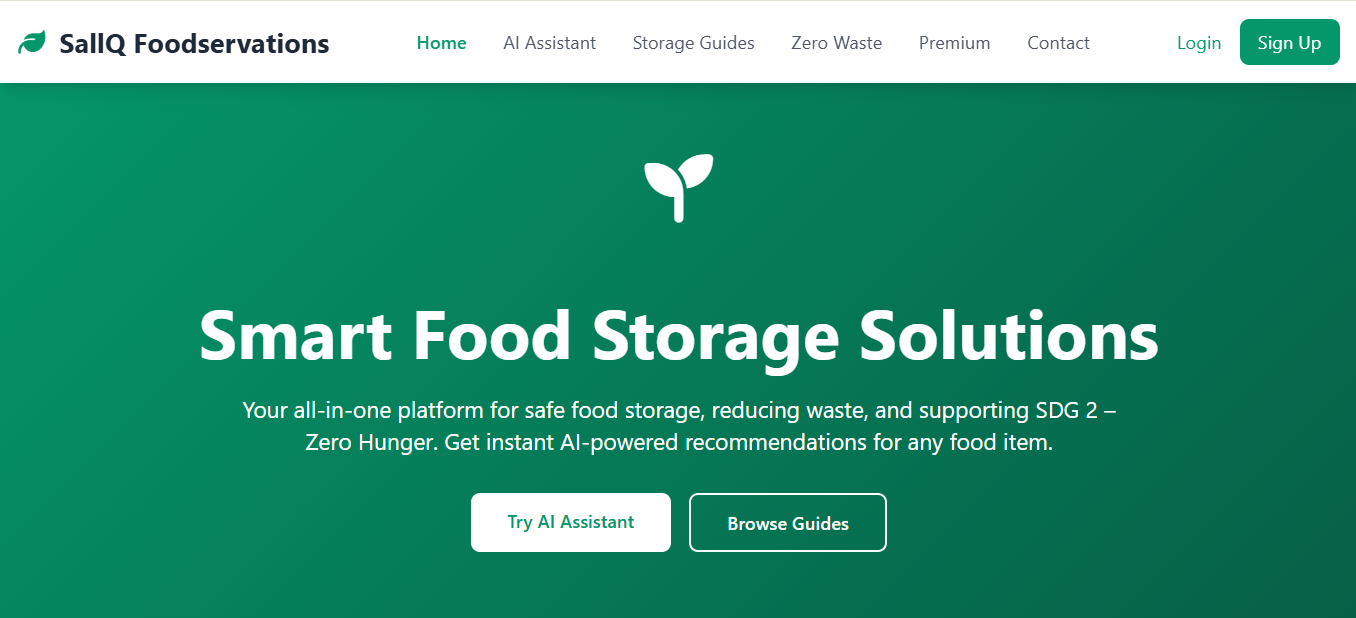 SallQ Foodservations
Home
AI Assistant
Storage Guides
Zero Waste
Premium
Contact
Login
Sign Up
Smart Food Storage Solutions
Your all-in-one platform for safe food storage, reducing waste, and supporting SDG 2 –
Zero Hunger. Get instant AI-powered recommendations for any food item.
Try AI Assistant
Browse Guides